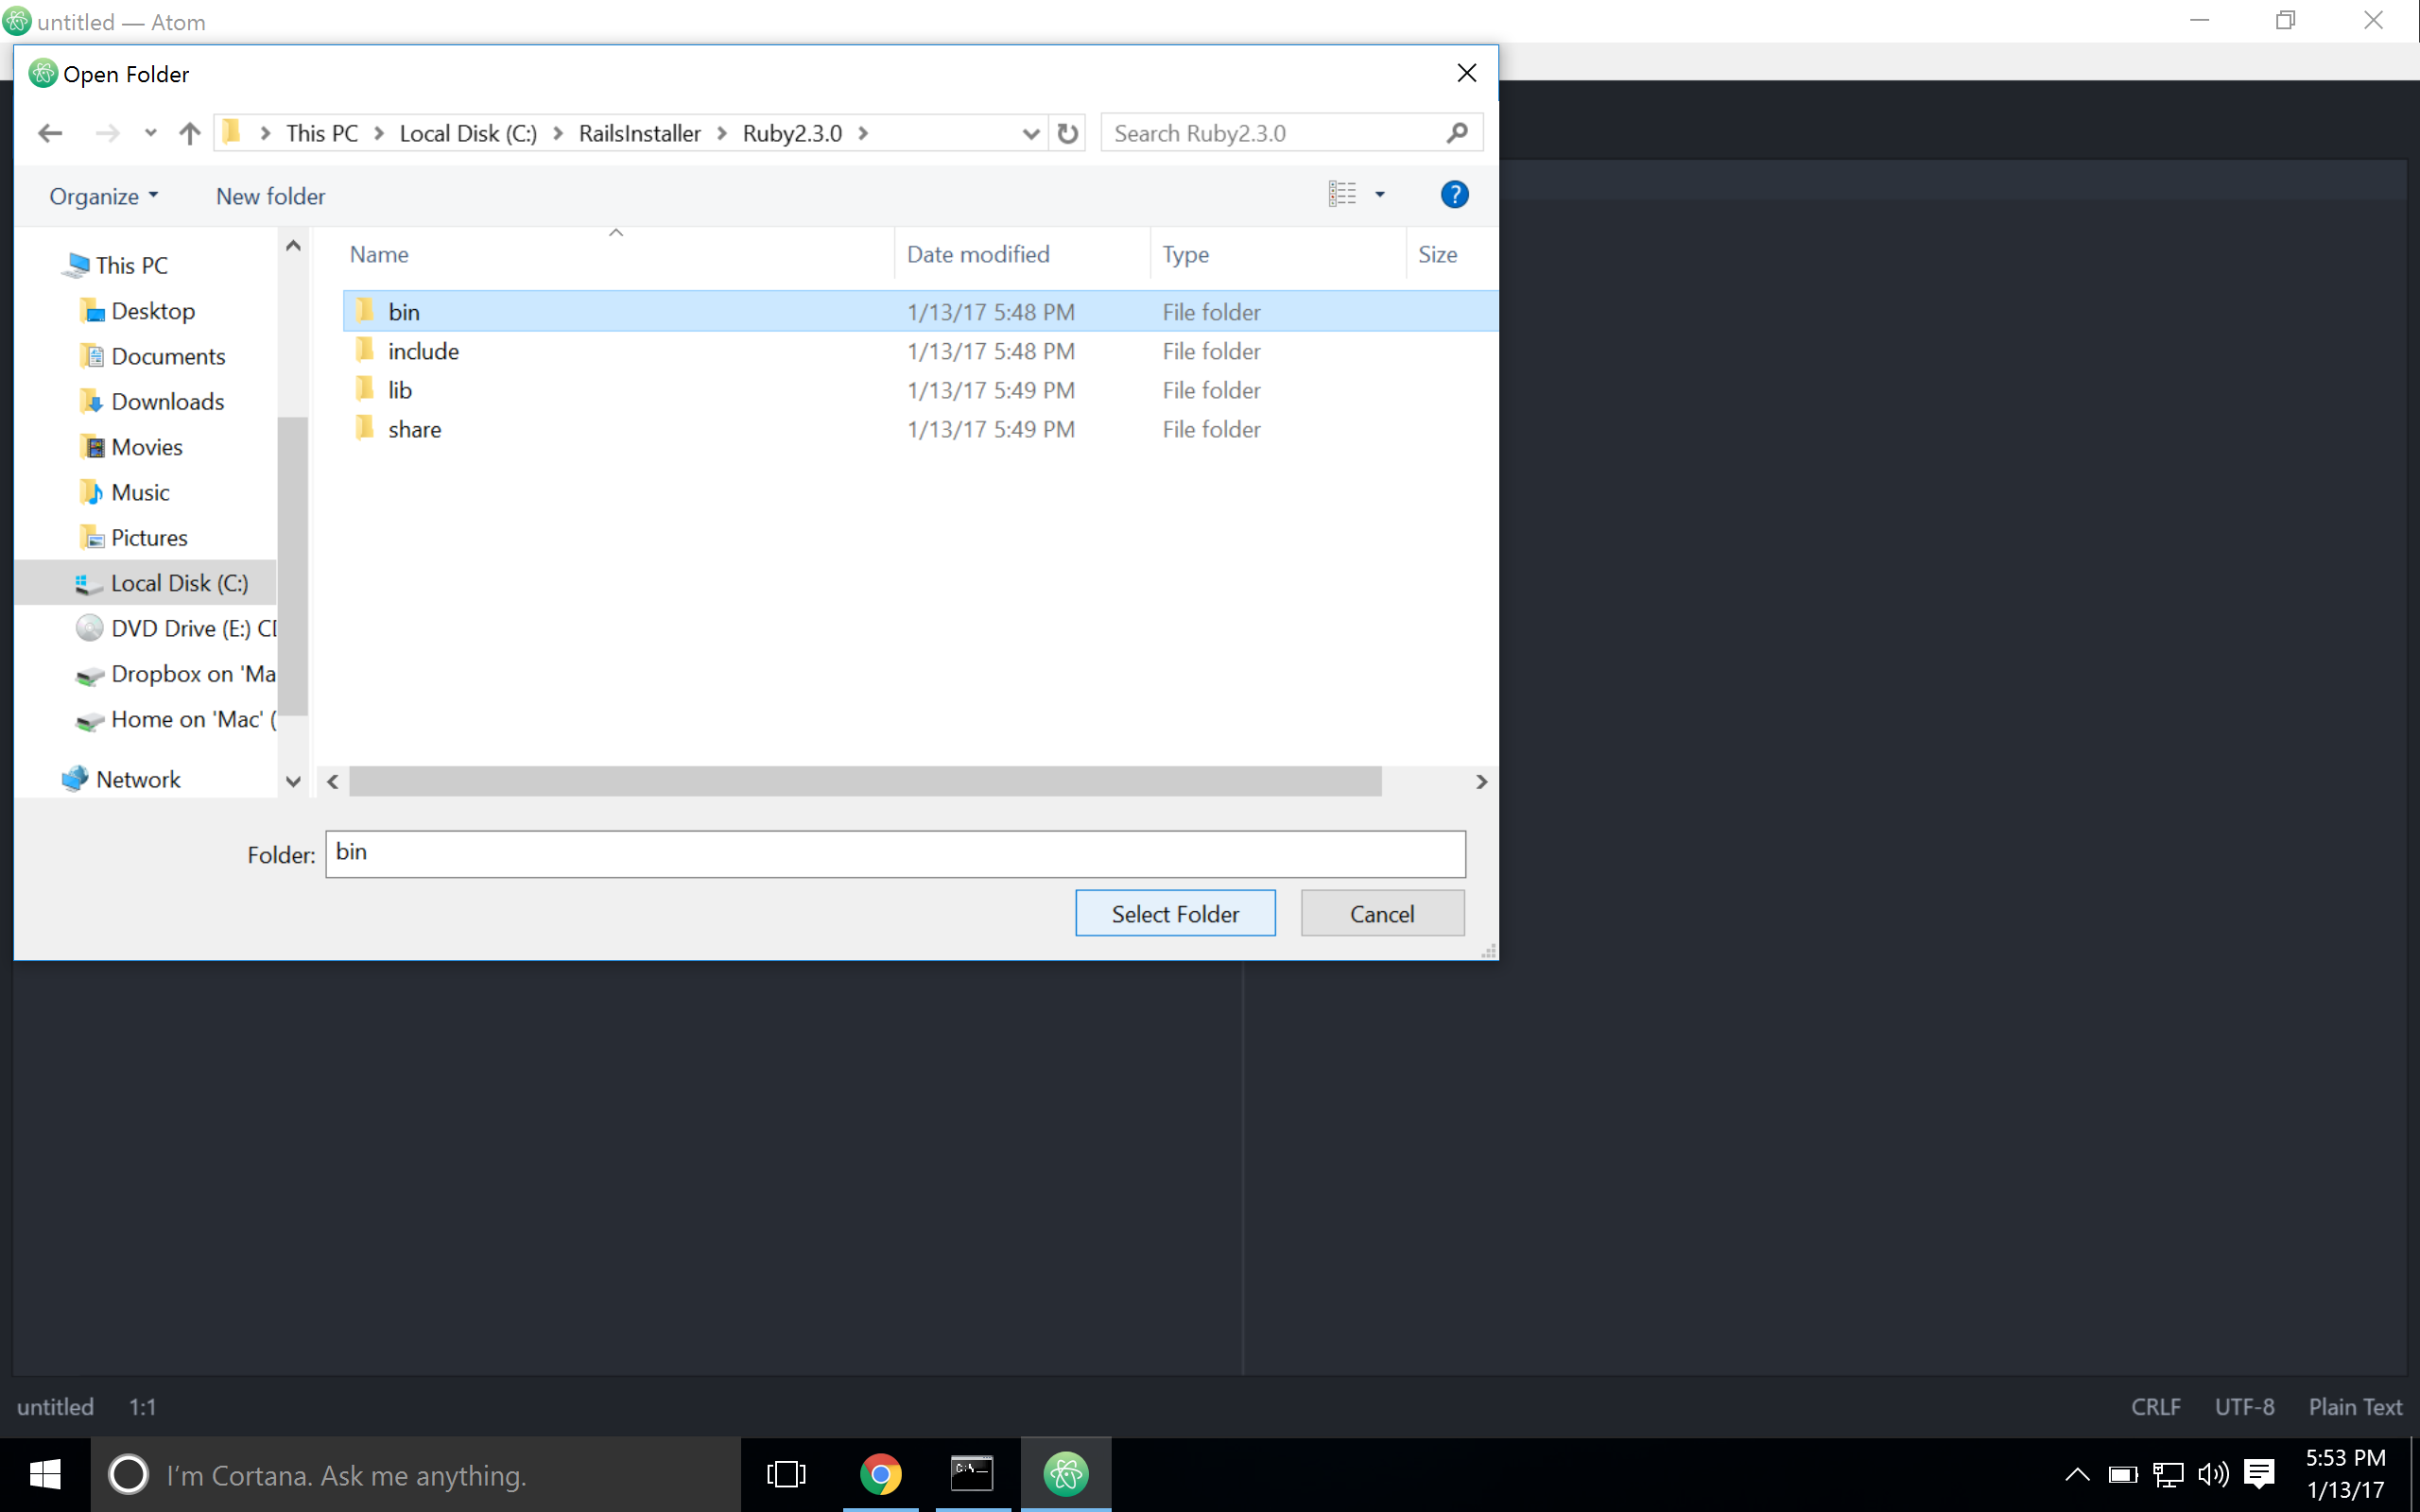 untitled — Atom
Open Folder
This PC Local Disk (C:) RailsInstaller Ruby2.3.0
Search Ruby2.3.0
Organize New folder
?
Name Date modified Type Size
This PC
Desktop
Documents
Downloads
Movies
Music
Pictures
Local Disk (C:)
DVD Drive (E:) CD
Dropbox on 'Ma
Home on 'Mac' (
Network
bin 1/13/17 5:48 PM File folder
include 1/13/17 5:48 PM File folder
lib 1/13/17 5:49 PM File folder
share 1/13/17 5:49 PM File folder
Folder: bin
Select Folder Cancel
untitled 1:1 CRLF UTF-8 Plain Text
I'm Cortana. Ask me anything.
C:\
5:53 PM
1/13/17